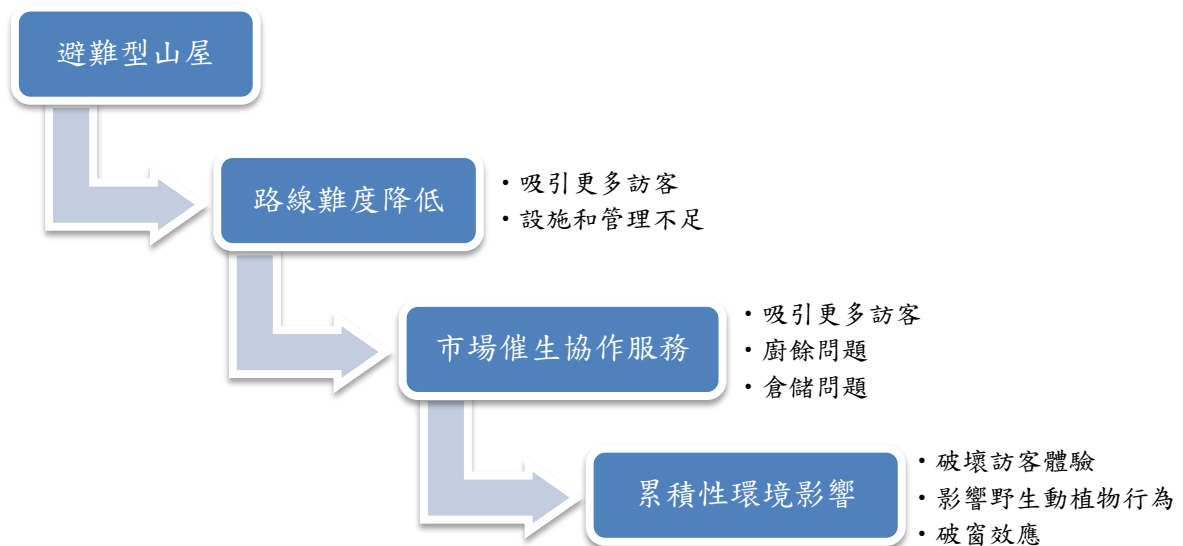 避難型山屋
路線難度降低
・吸引更多訪客
・設施和管理不足
市場催生協作服務
・吸引更多訪客
・廚餘問題
・倉儲問題
累積性環境影響
・破壞訪客體驗
・影響野生動植物行為
・破窗效應